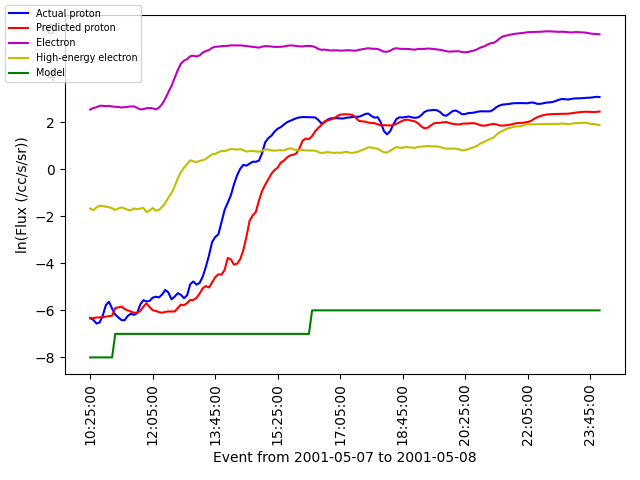 Actual proton
Predicted proton
Electron
High-energy electron
Model
2
0
−2
−4
−6
−8
ln(Flux (/cc/s/sr))
10:25:00
12:05:00
13:45:00
15:25:00
17:05:00
18:45:00
20:25:00
22:05:00
23:45:00
Event from 2001-05-07 to 2001-05-08